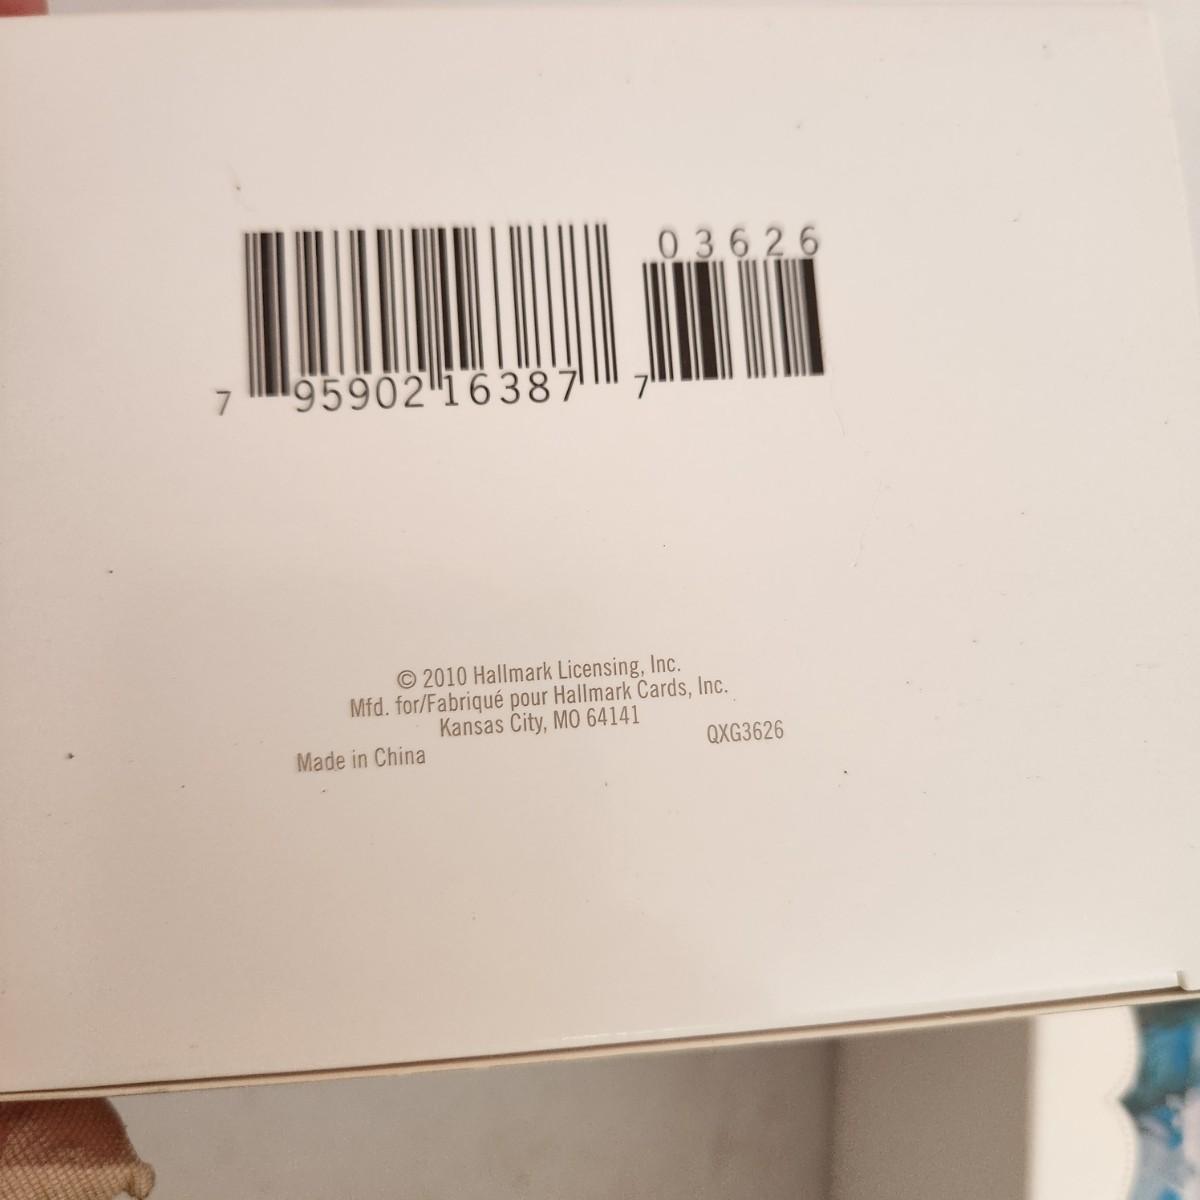 03626
7 95902 16387 7
© 2010 Hallmark Licensing, Inc.
Mfd. for/Fabriqué pour Hallmark Cards, Inc.
Kansas City, MO 64141
Made in China QXG3626